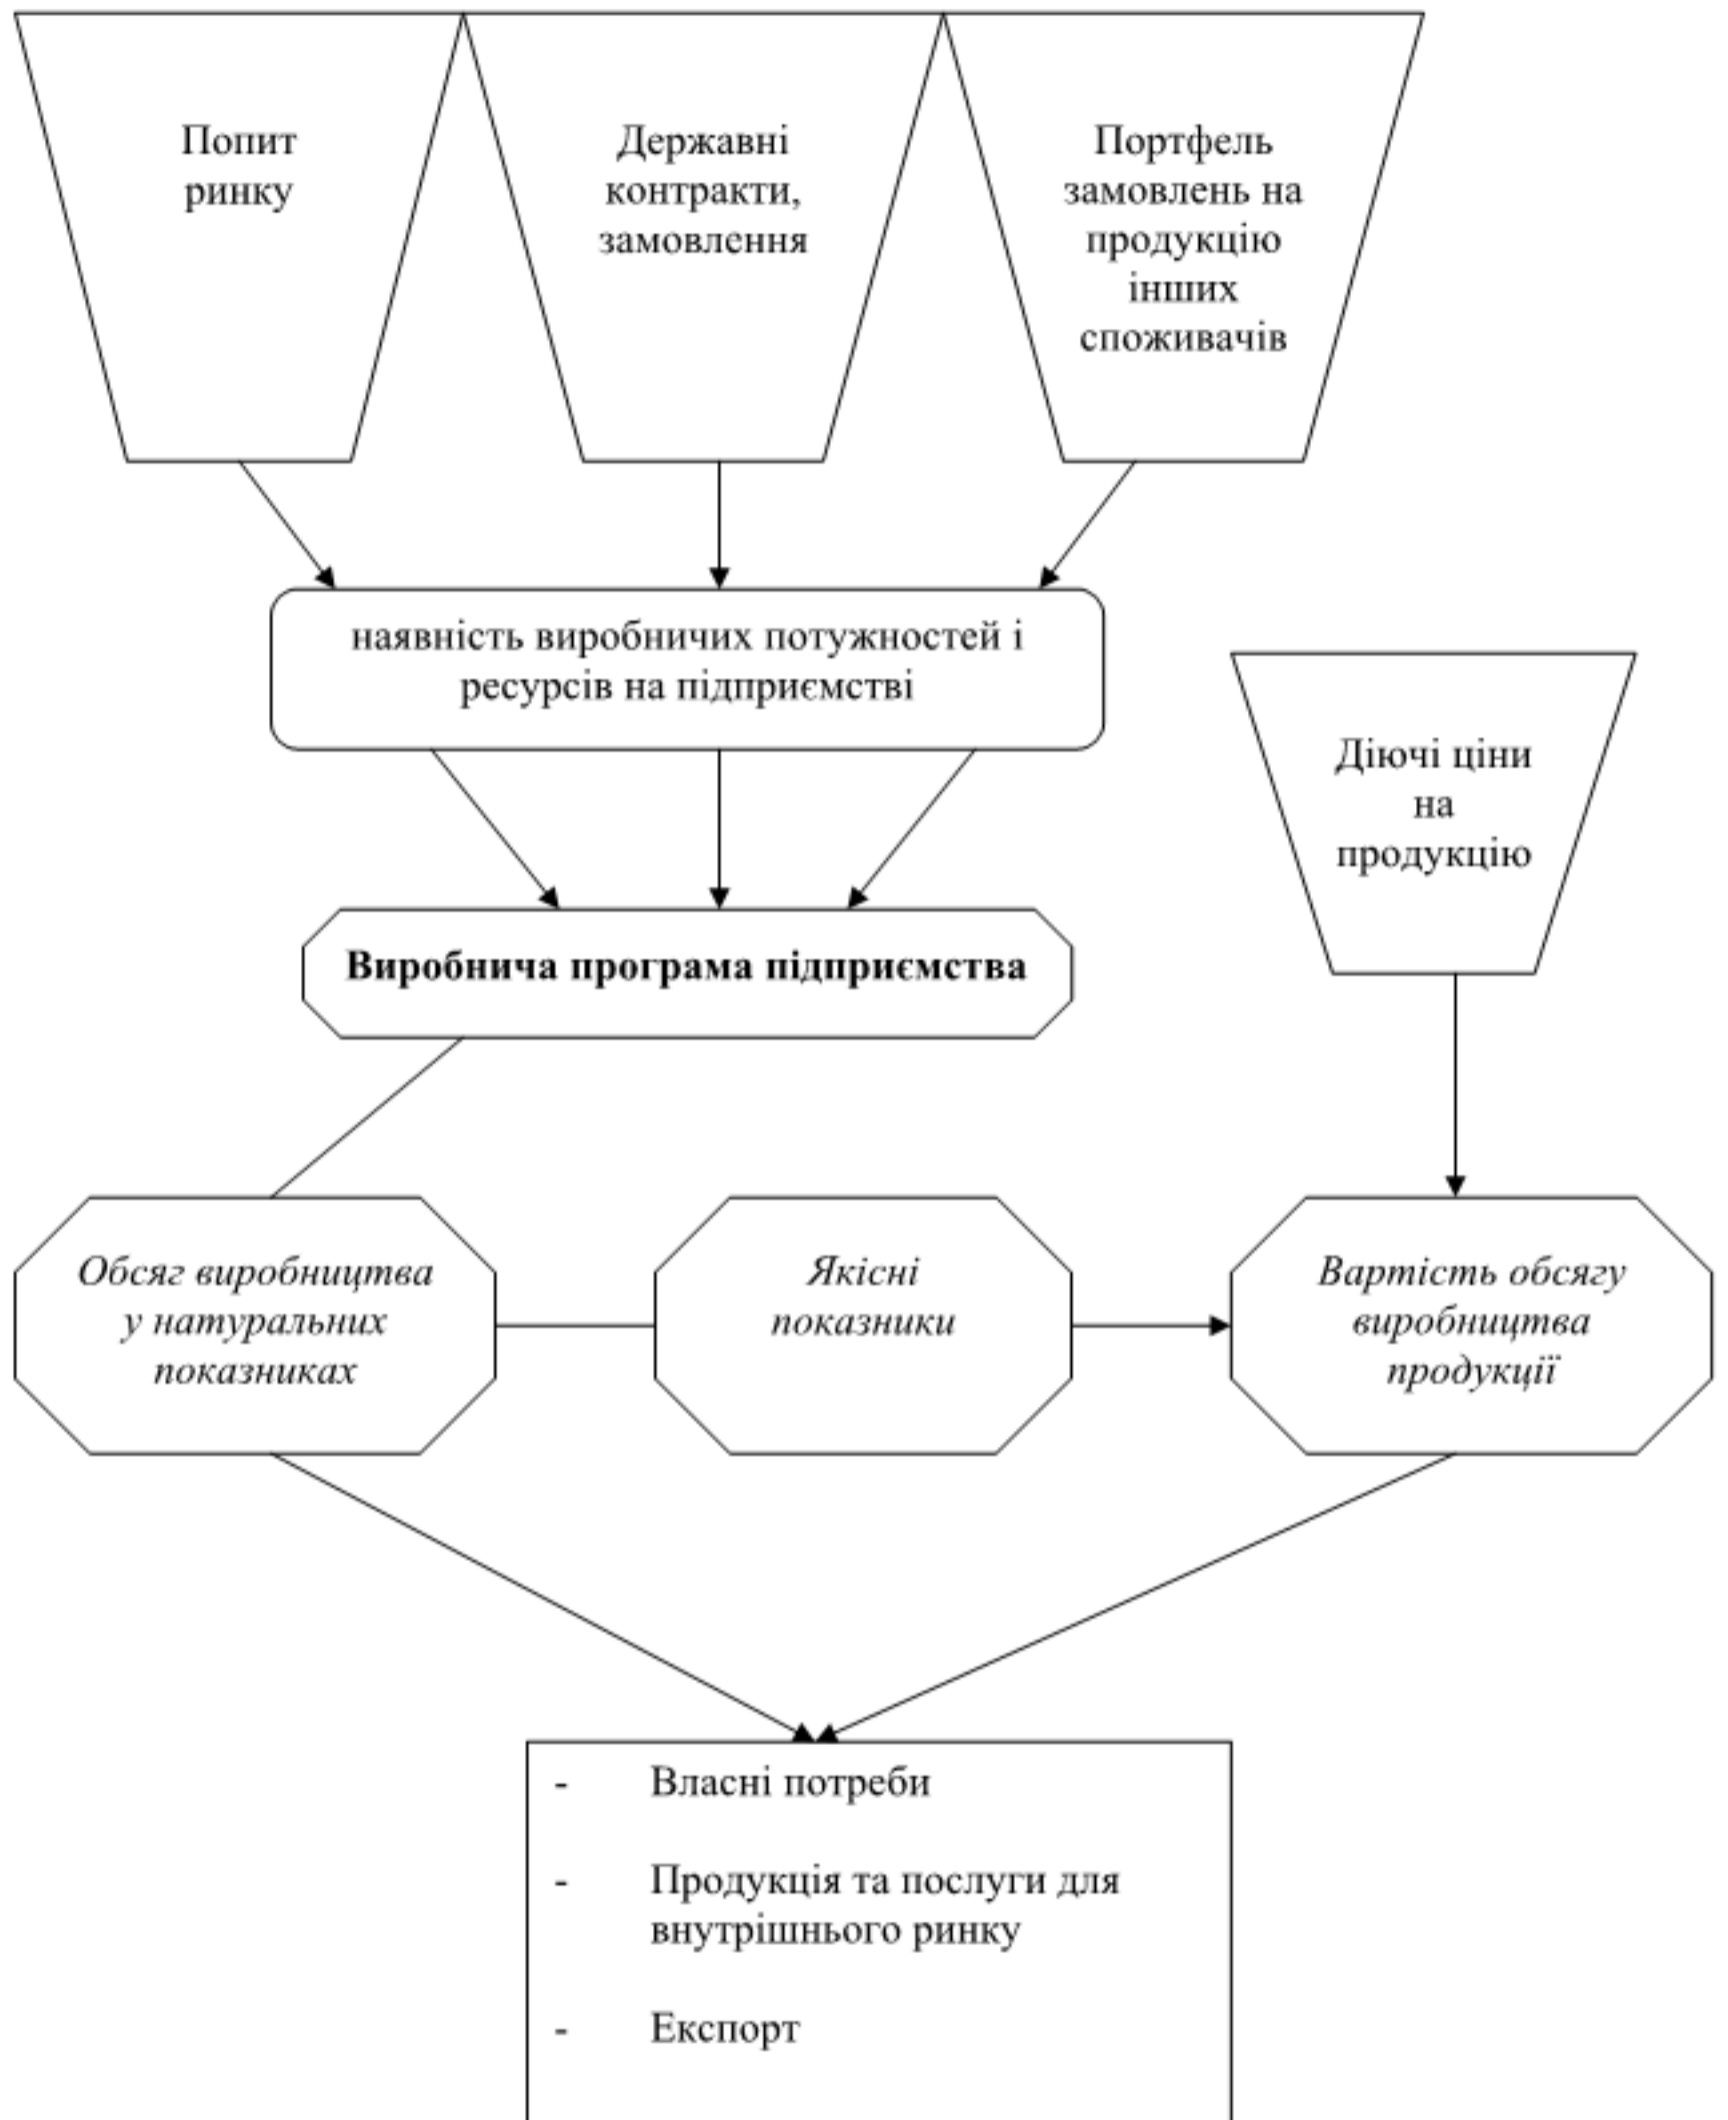 Попит
ринку
Державні
контракти,
замовлення
Портфель
замовлень на
продукцію
інших
споживачів
наявність виробничих потужностей і
ресурсів на підприємстві
Діючі ціни
на
продукцію
Виробнича програма підприємства
Обсяг виробництва
у натуральних
показниках
Якісні
показники
Вартість обсягу
виробництва
продукції
- Власні потреби
- Продукція та послуги для
внутрішнього ринку
- Експорт